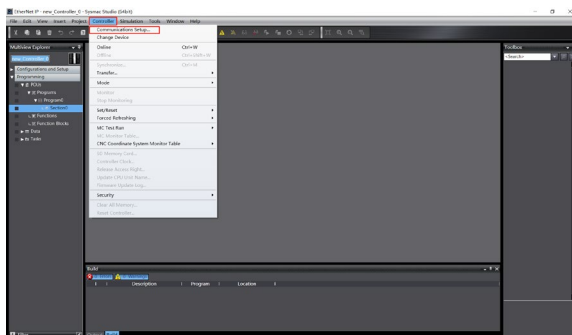 EtherNet IP - new_Controller_0 - Sysmac Studio (64bit)
File Edit View Insert Project Controller Simulation Tools Window Help
Communications Setup...
Change Device
Online Ctrl+W
Offline Ctrl+Shift+W
Synchronize... Ctrl+M
Transfer...
Mode
Monitor
Stop Monitoring
Set/Reset
Forced Refreshing
MC Test Run
MC Monitor Table...
CNC Coordinate System Monitor Table
SD Memory Card...
Controller Clock...
Release Access Right...
Update CPU Unit Name...
Firmware Update Log...
Security
Clear All Memory...
Reset Controller...
Multiview Explorer
new_Controller_0
Configurations and Setup
Programming
POUs
Programs
Program0
Section0
Functions
Function Blocks
Data
Tasks
Toolbox
<Search>
Build
Description Program Location
Filter
Build